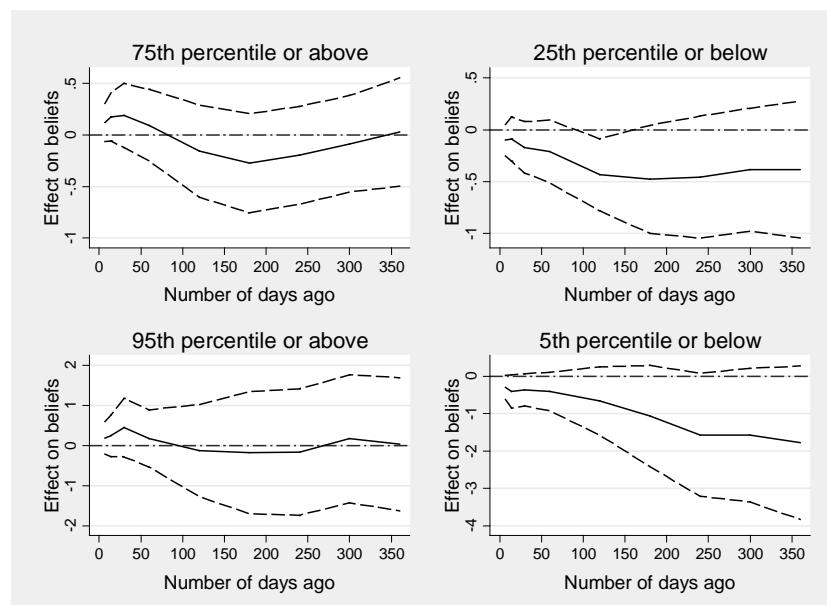 75th percentile or above
Effect on beliefs
.5
0
-.5
-1
0 50 100 150 200 250 300 350
Number of days ago
25th percentile or below
Effect on beliefs
.5
0
-.5
-1
0 50 100 150 200 250 300 350
Number of days ago
95th percentile or above
Effect on beliefs
2
1
0
-1
-2
0 50 100 150 200 250 300 350
Number of days ago
5th percentile or below
Effect on beliefs
0
-1
-2
-3
-4
0 50 100 150 200 250 300 350
Number of days ago